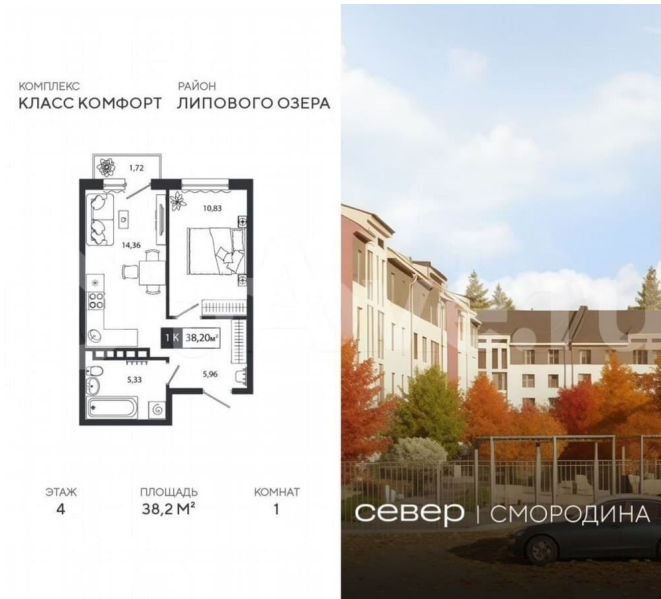 КОМПЛЕКС
КЛАСС КОМФОРТ
РАЙОН
ЛИПОВОГО ОЗЕРА
1,72
10,83
14,36
1 К 38,20м²
5,33
5,96
ЭТАЖ
4
ПЛОЩАДЬ
38,2 М²
КОМНАТ
1
север | СМОРОДИНА